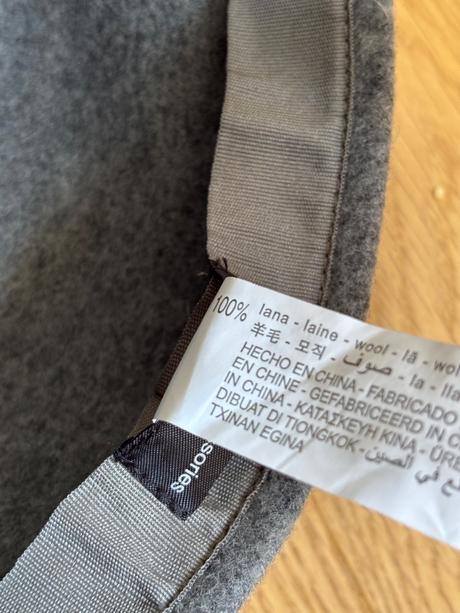 100% lana - laine - wool - lã - wol
羊毛 - 모직 - صوف - la - lla
HECHO EN CHINA - FABRICADO
EN CHINE - GEFABRICEERD IN C
IN CHINA - ΚΑΤΑΣΚΕΥΗ ΚΙΝΑ - ÜRE
DIBUAT DI TIONGKOK - صنع في الصين
TXINAN EGINA
sories